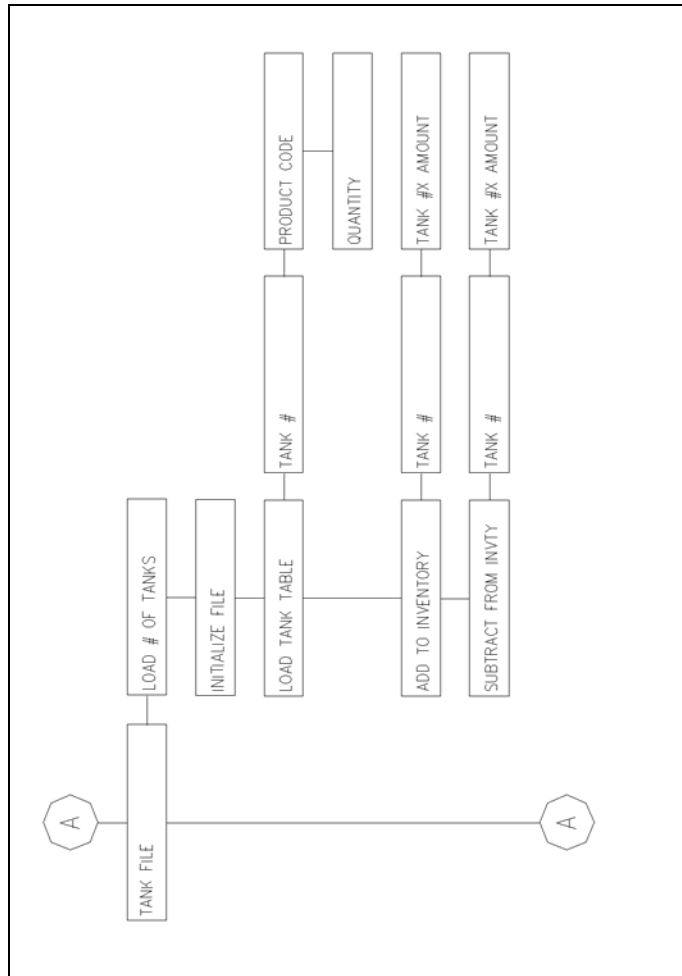 A
TANK FILE
LOAD # OF TANKS
INITIALIZE FILE
LOAD TANK TABLE
TANK #
PRODUCT CODE
QUANTITY
ADD TO INVENTORY
TANK #
TANK #X AMOUNT
SUBTRACT FROM INVTY
TANK #
TANK #X AMOUNT
A